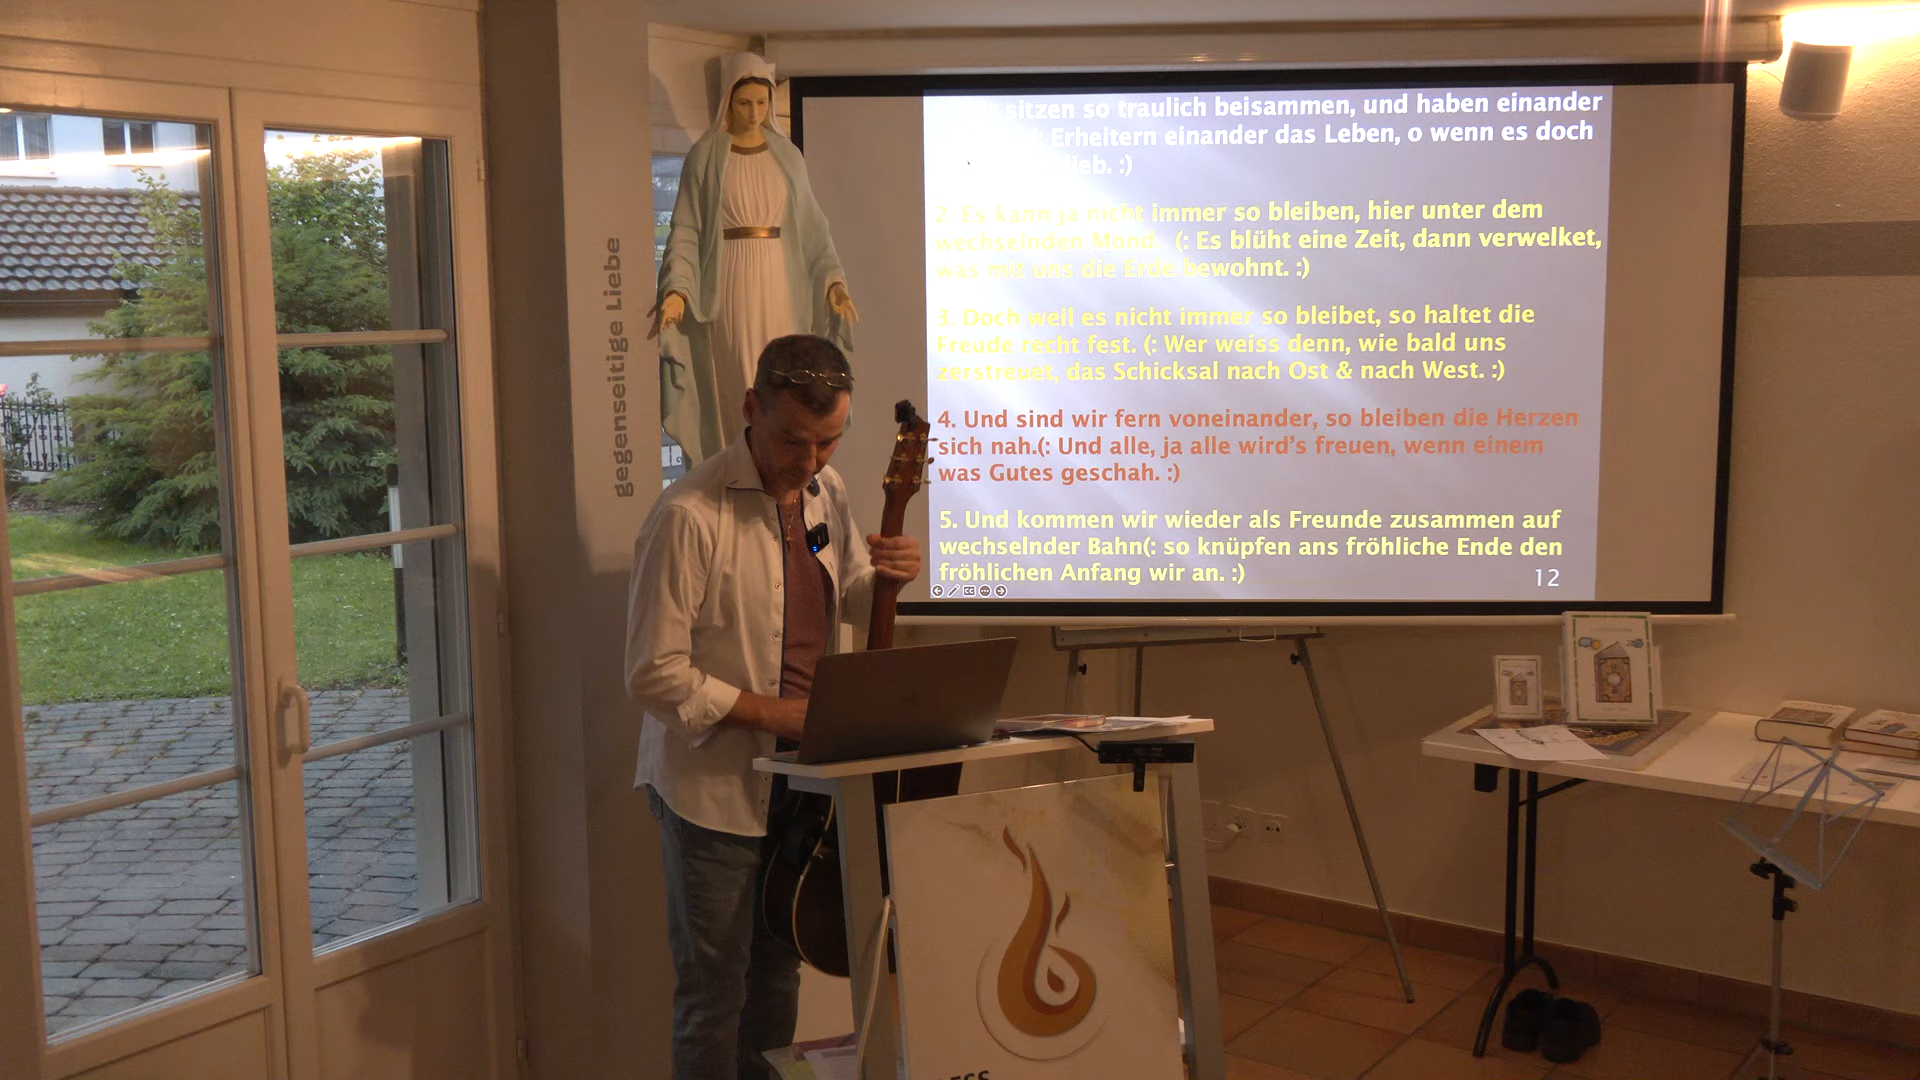 gegenseitige Liebe
sitzen so traulich beisammen, und haben einander
Erheitern einander das Leben, o wenn es doch
lieb. :)
2. Es kann ja nicht immer so bleiben, hier unter dem
wechselnden Mond. (: Es blüht eine Zeit, dann verwelket,
was mit uns die Erde bewohnt. :)
3. Doch weil es nicht immer so bleibet, so haltet die
Freude recht fest. (: Wer weiss denn, wie bald uns
zerstreuet, das Schicksal nach Ost & nach West. :)
4. Und sind wir fern voneinander, so bleiben die Herzen
sich nah.(: Und alle, ja alle wird's freuen, wenn einem
was Gutes geschah. :)
5. Und kommen wir wieder als Freunde zusammen auf
wechselnder Bahn(: so knüpfen ans fröhliche Ende den
fröhlichen Anfang wir an. :)
12